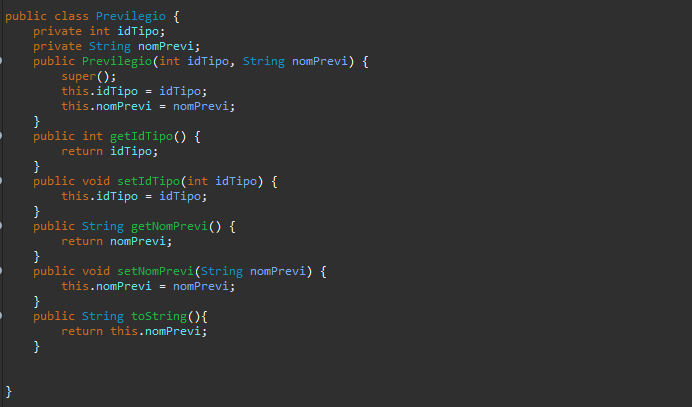 public class Previlegio {
    private int idTipo;
    private String nomPrevi;
    public Previlegio(int idTipo, String nomPrevi) {
        super();
        this.idTipo = idTipo;
        this.nomPrevi = nomPrevi;
    }
    public int getIdTipo() {
        return idTipo;
    }
    public void setIdTipo(int idTipo) {
        this.idTipo = idTipo;
    }
    public String getNomPrevi() {
        return nomPrevi;
    }
    public void setNomPrevi(String nomPrevi) {
        this.nomPrevi = nomPrevi;
    }
    public String toString(){
        return this.nomPrevi;
    }
}